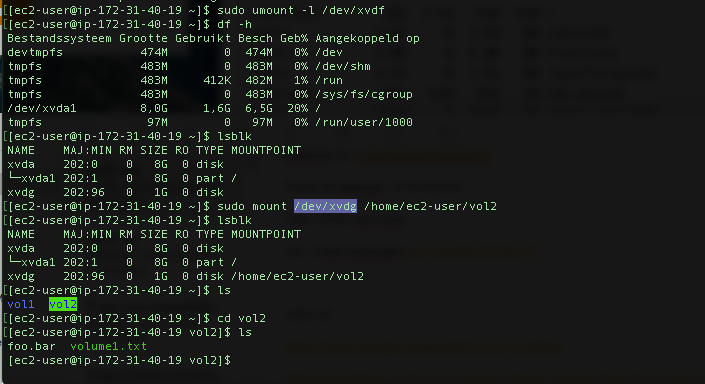 [[ec2-user@ip-172-31-40-19 ~]$ sudo umount -l /dev/xvdf
[[ec2-user@ip-172-31-40-19 ~]$ df -h
Bestandssysteem Grootte Gebruikt Besch Geb% Aangekoppeld op
devtmpfs 474M 0 474M 0% /dev
tmpfs 483M 0 483M 0% /dev/shm
tmpfs 483M 412K 482M 1% /run
tmpfs 483M 0 483M 0% /sys/fs/cgroup
/dev/xvda1 8,0G 1,6G 6,5G 20% /
tmpfs 97M 0 97M 0% /run/user/1000
[[ec2-user@ip-172-31-40-19 ~]$ lsblk
NAME MAJ:MIN RM SIZE RO TYPE MOUNTPOINT
xvda 202:0 0 8G 0 disk
└─xvda1 202:1 0 8G 0 part /
xvdg 202:96 0 1G 0 disk
[[ec2-user@ip-172-31-40-19 ~]$ sudo mount /dev/xvdg /home/ec2-user/vol2
[[ec2-user@ip-172-31-40-19 ~]$ lsblk
NAME MAJ:MIN RM SIZE RO TYPE MOUNTPOINT
xvda 202:0 0 8G 0 disk
└─xvda1 202:1 0 8G 0 part /
xvdg 202:96 0 1G 0 disk /home/ec2-user/vol2
[[ec2-user@ip-172-31-40-19 ~]$ ls
vol1 vol2
[[ec2-user@ip-172-31-40-19 ~]$ cd vol2
[[ec2-user@ip-172-31-40-19 vol2]$ ls
foo.bar volume1.txt
[ec2-user@ip-172-31-40-19 vol2]$